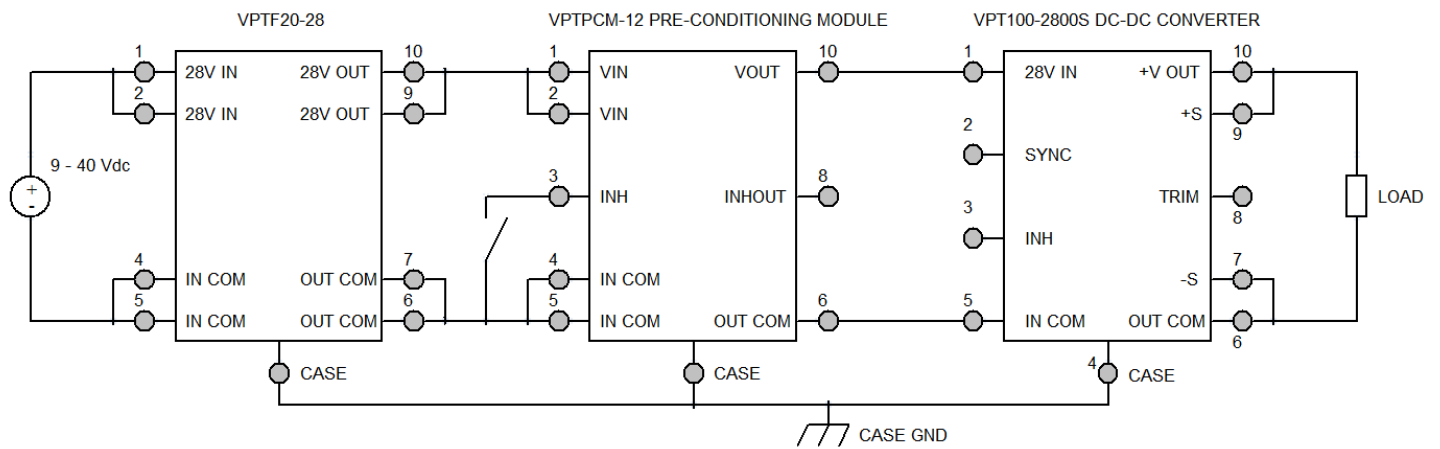 VPTF20-28 VPTPCM-12 PRE-CONDITIONING MODULE VPT100-2800S DC-DC CONVERTER
1 10 1 10 1 10
28V IN 28V OUT VIN VOUT 28V IN +V OUT
2 9 2
28V IN 28V OUT VIN +S
2 9
SYNC
9 - 40 Vdc
3 8
+ INH INHOUT TRIM LOAD
- 8
3
INH
4 7 4 7
IN COM OUT COM IN COM -S
5 6 5 6 5
IN COM OUT COM IN COM OUT COM IN COM OUT COM
6
4
CASE CASE CASE
CASE GND